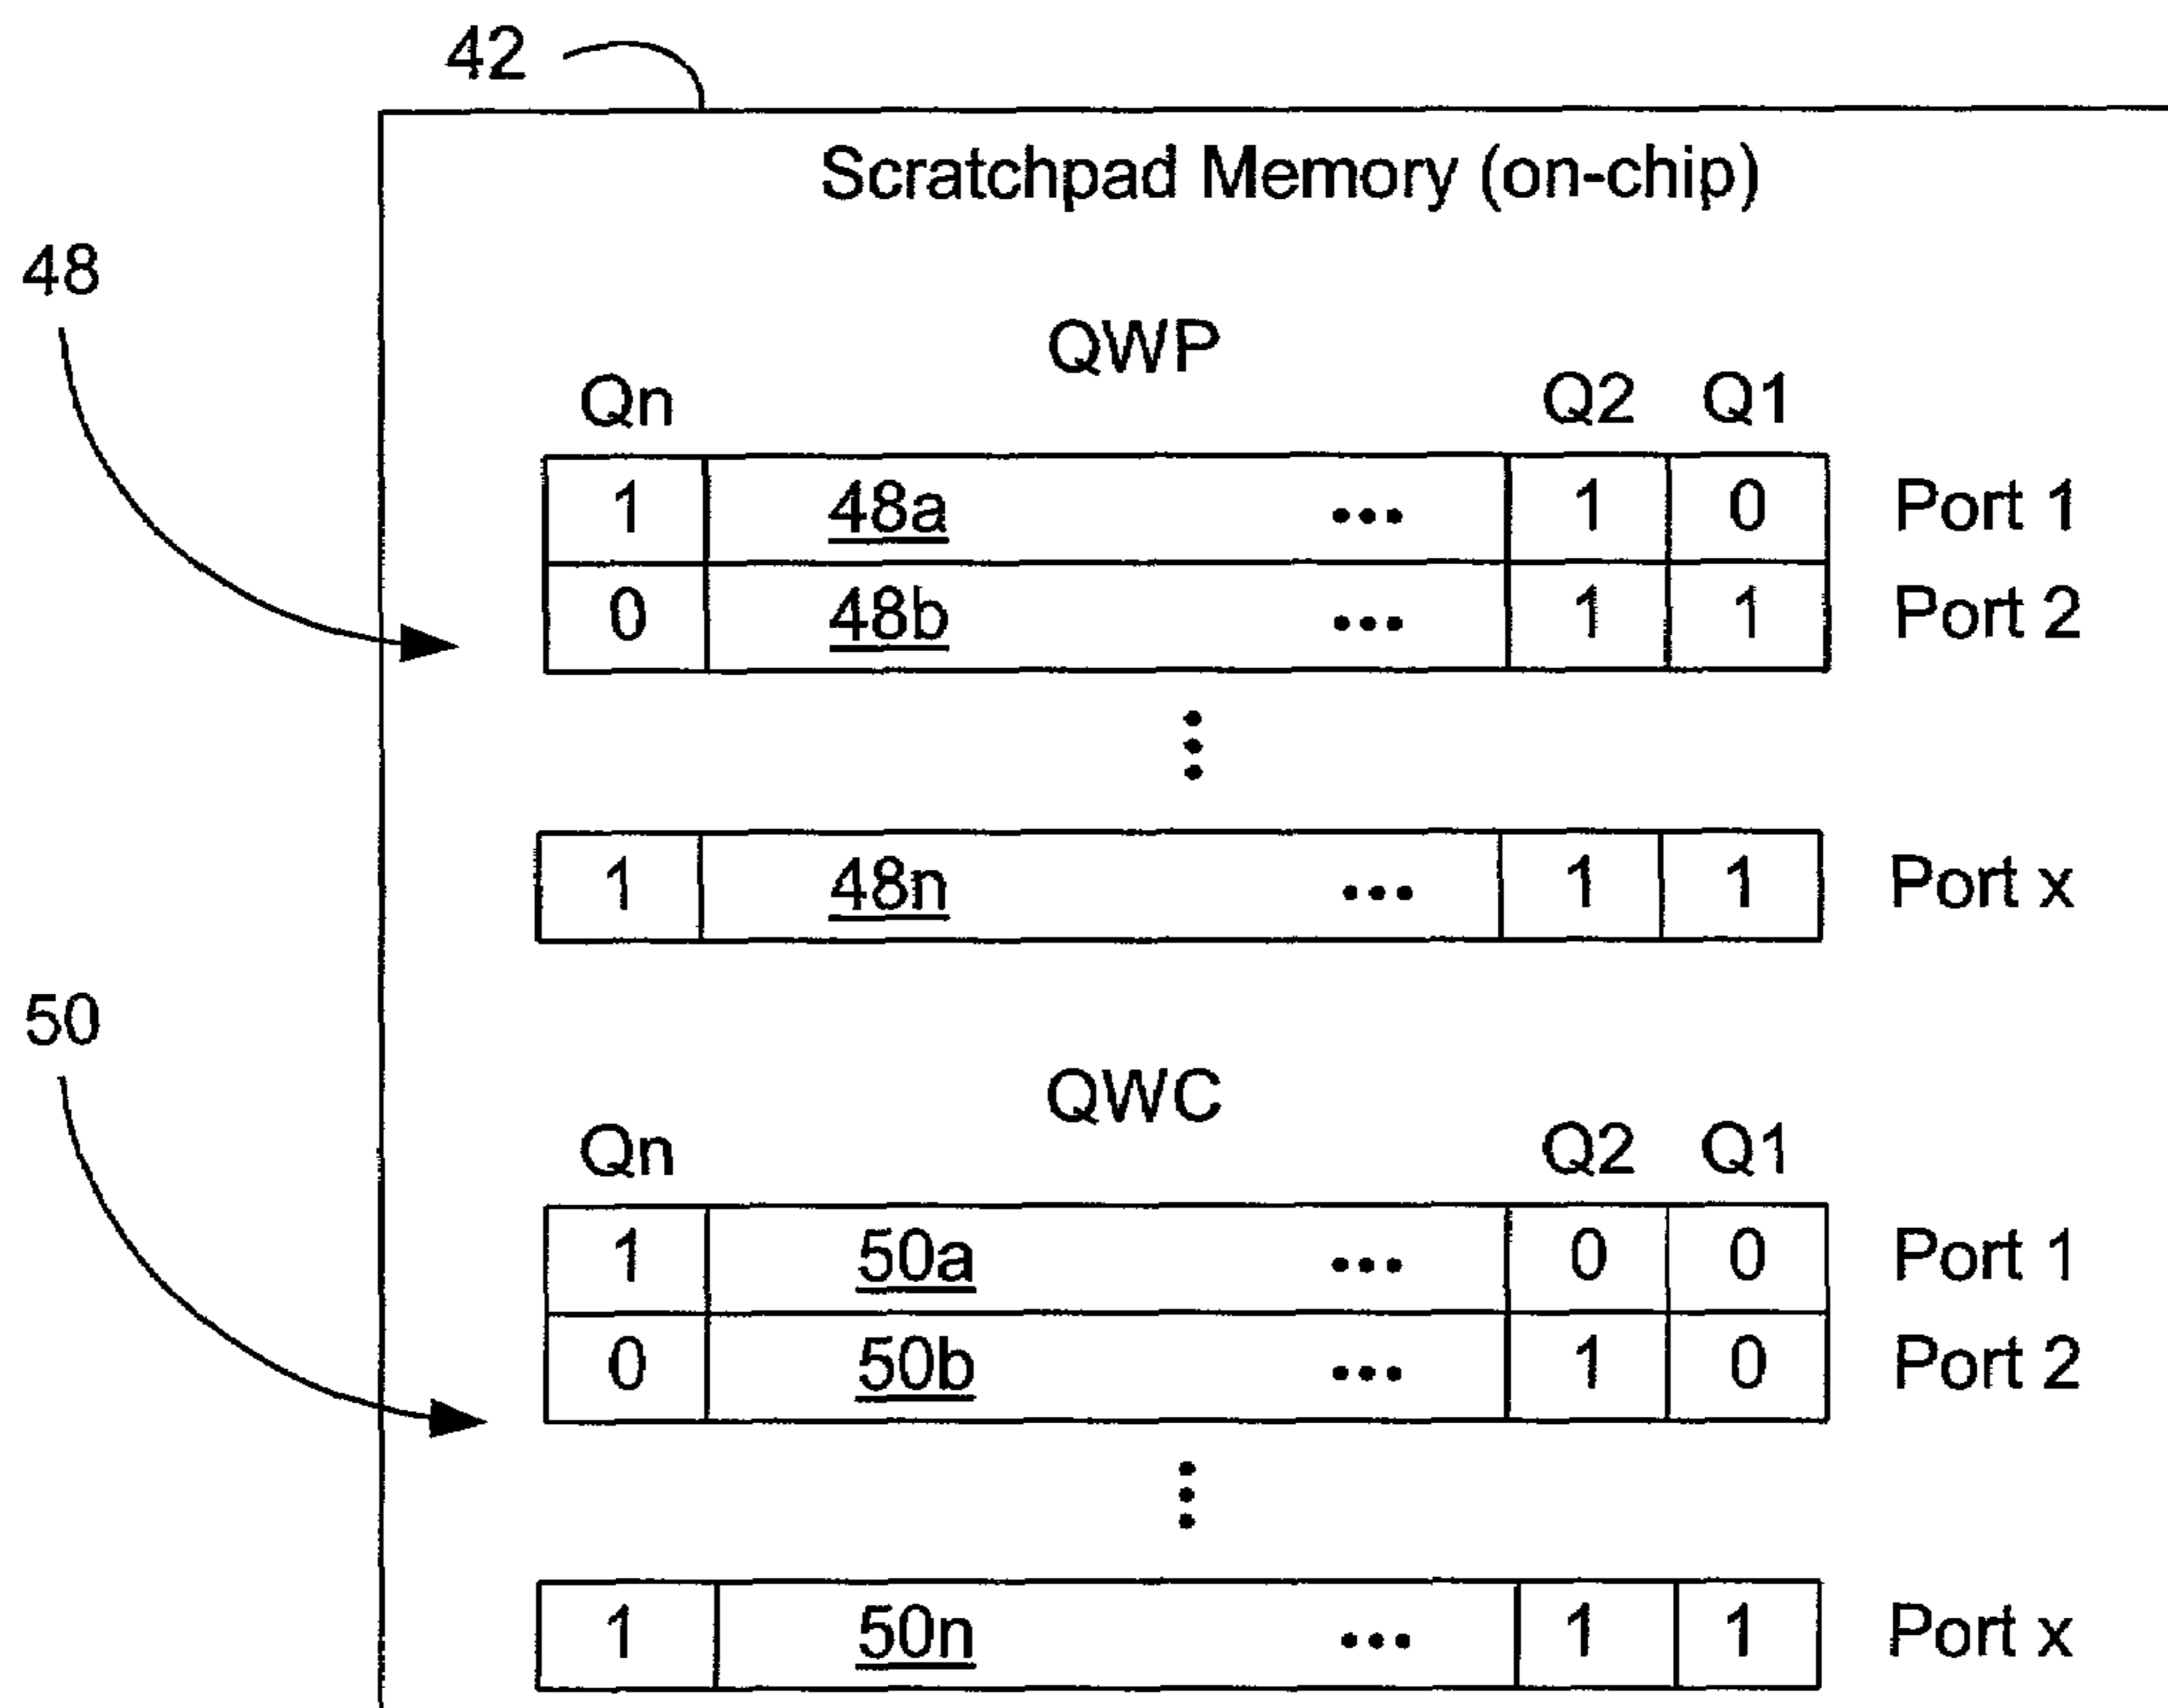 42
Scratchpad Memory (on-chip)
48
QWP
Qn Q2 Q1
1 48a ... 1 0 Port 1
0 48b ... 1 1 Port 2
1 48n ... 1 1 Port x
50
QWC
Qn Q2 Q1
1 50a ... 0 0 Port 1
0 50b ... 1 0 Port 2
1 50n ... 1 1 Port x